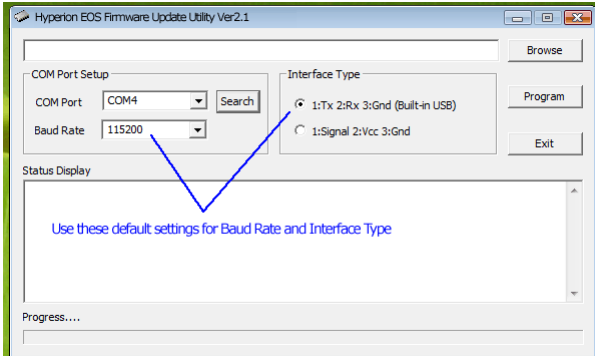 Hyperion EOS Firmware Update Utility Ver2.1
Browse
COM Port Setup
Interface Type
COM Port COM4 Search
1:Tx 2:Rx 3:Gnd (Built-in USB)
Program
Baud Rate 115200
1:Signal 2:Vcc 3:Gnd
Exit
Status Display
Use these default settings for Baud Rate and Interface Type
Progress....